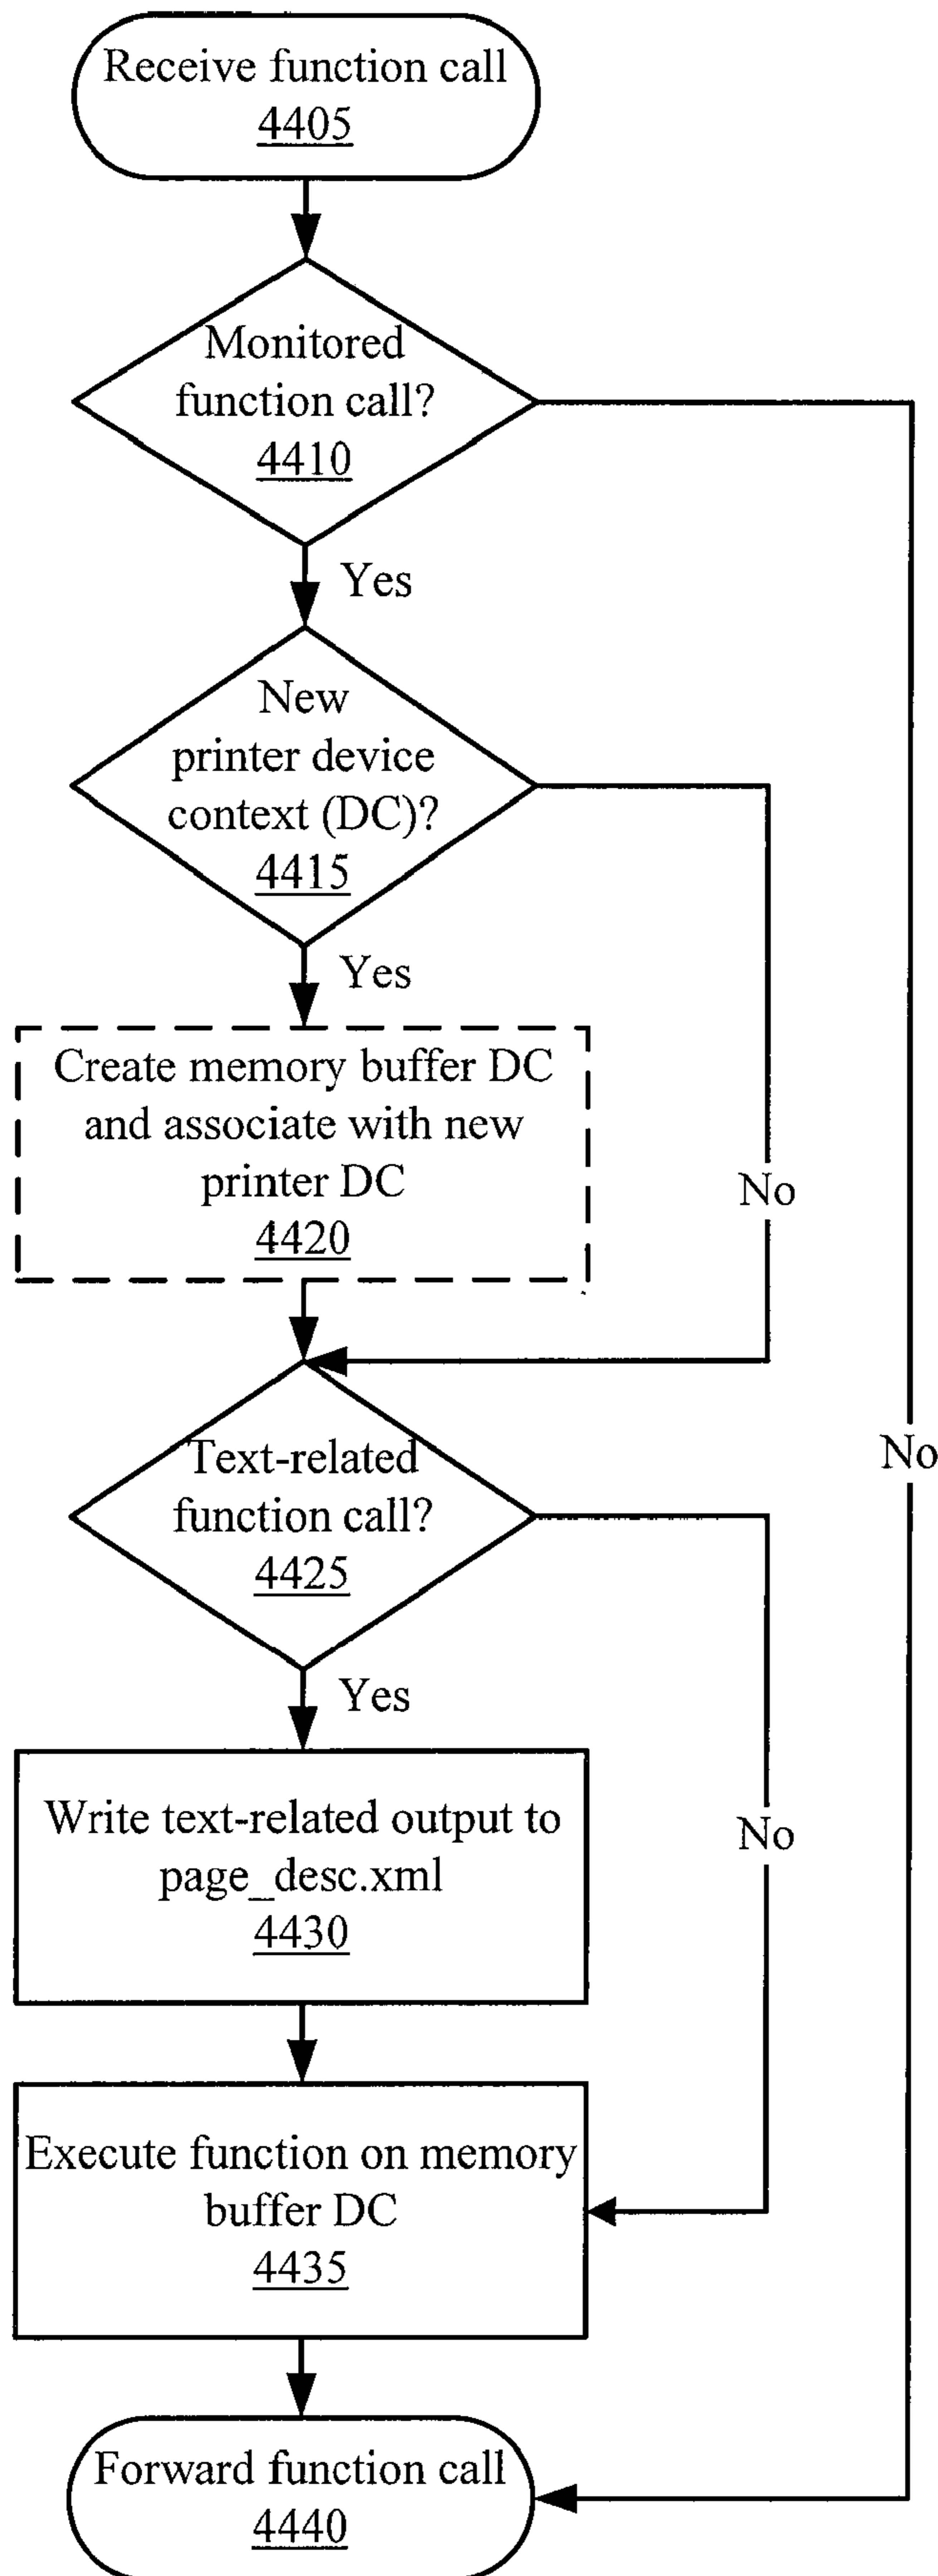 Receive function call
4405
Monitored
function call?
4410
Yes
New
printer device
context (DC)?
4415
Yes
Create memory buffer DC
and associate with new
printer DC
4420
No
Text-related
function call?
4425
No
Yes
Write text-related output to
page_desc.xml
4430
No
Execute function on memory
buffer DC
4435
Forward function call
4440